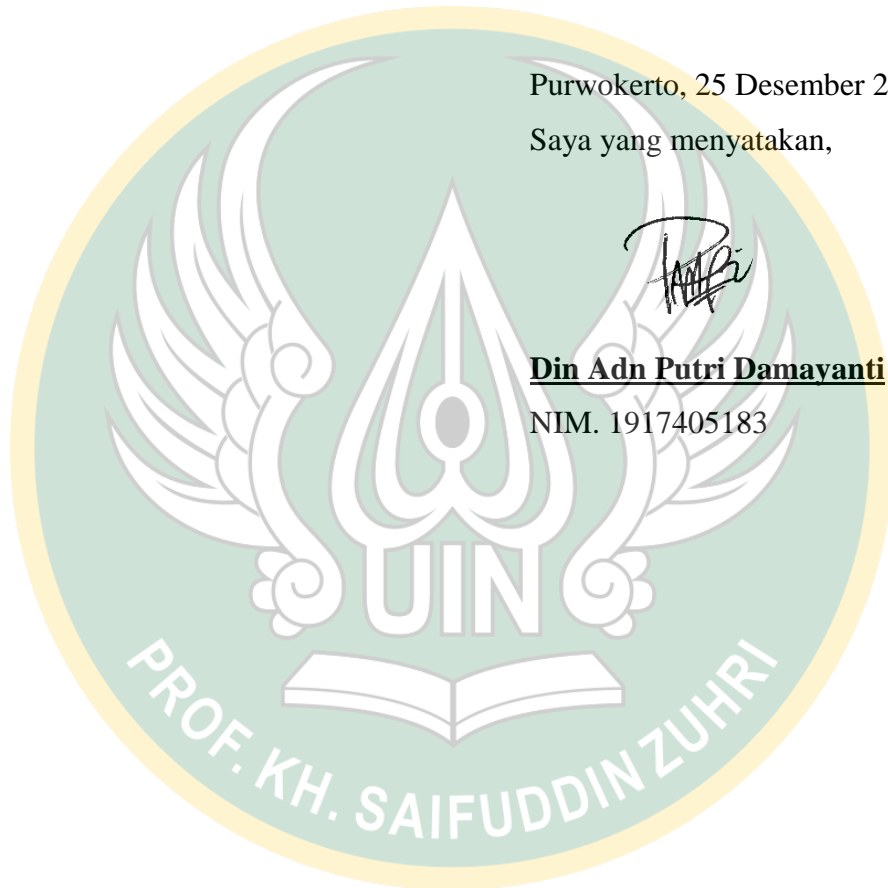 Purwokerto, 25 Desember 2
Saya yang menyatakan,
Din Adn Putri Damayanti
NIM. 1917405183
UIN
PROF. KH. SAIFUDDIN ZUHRI